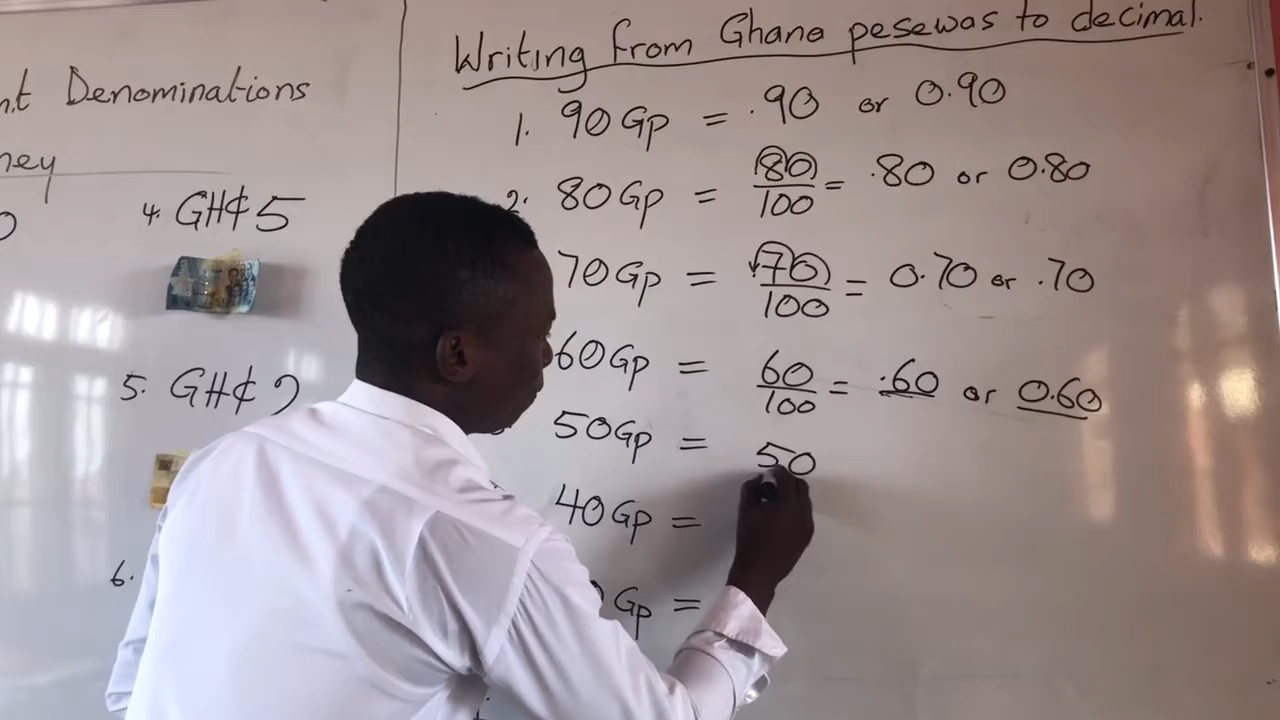 Denominations
4. GH¢ 5
5. GH¢ 2
6.
Writing from Ghana pesewas to decimal.
1. 90 Gp = .90 or 0.90
2. 80 Gp = 80/100 = .80 or 0.80
70 Gp = 70/100 = 0.70 or .70
60 Gp = 60/100 = .60 or 0.60
50 Gp = 50
40 Gp =
Gp =